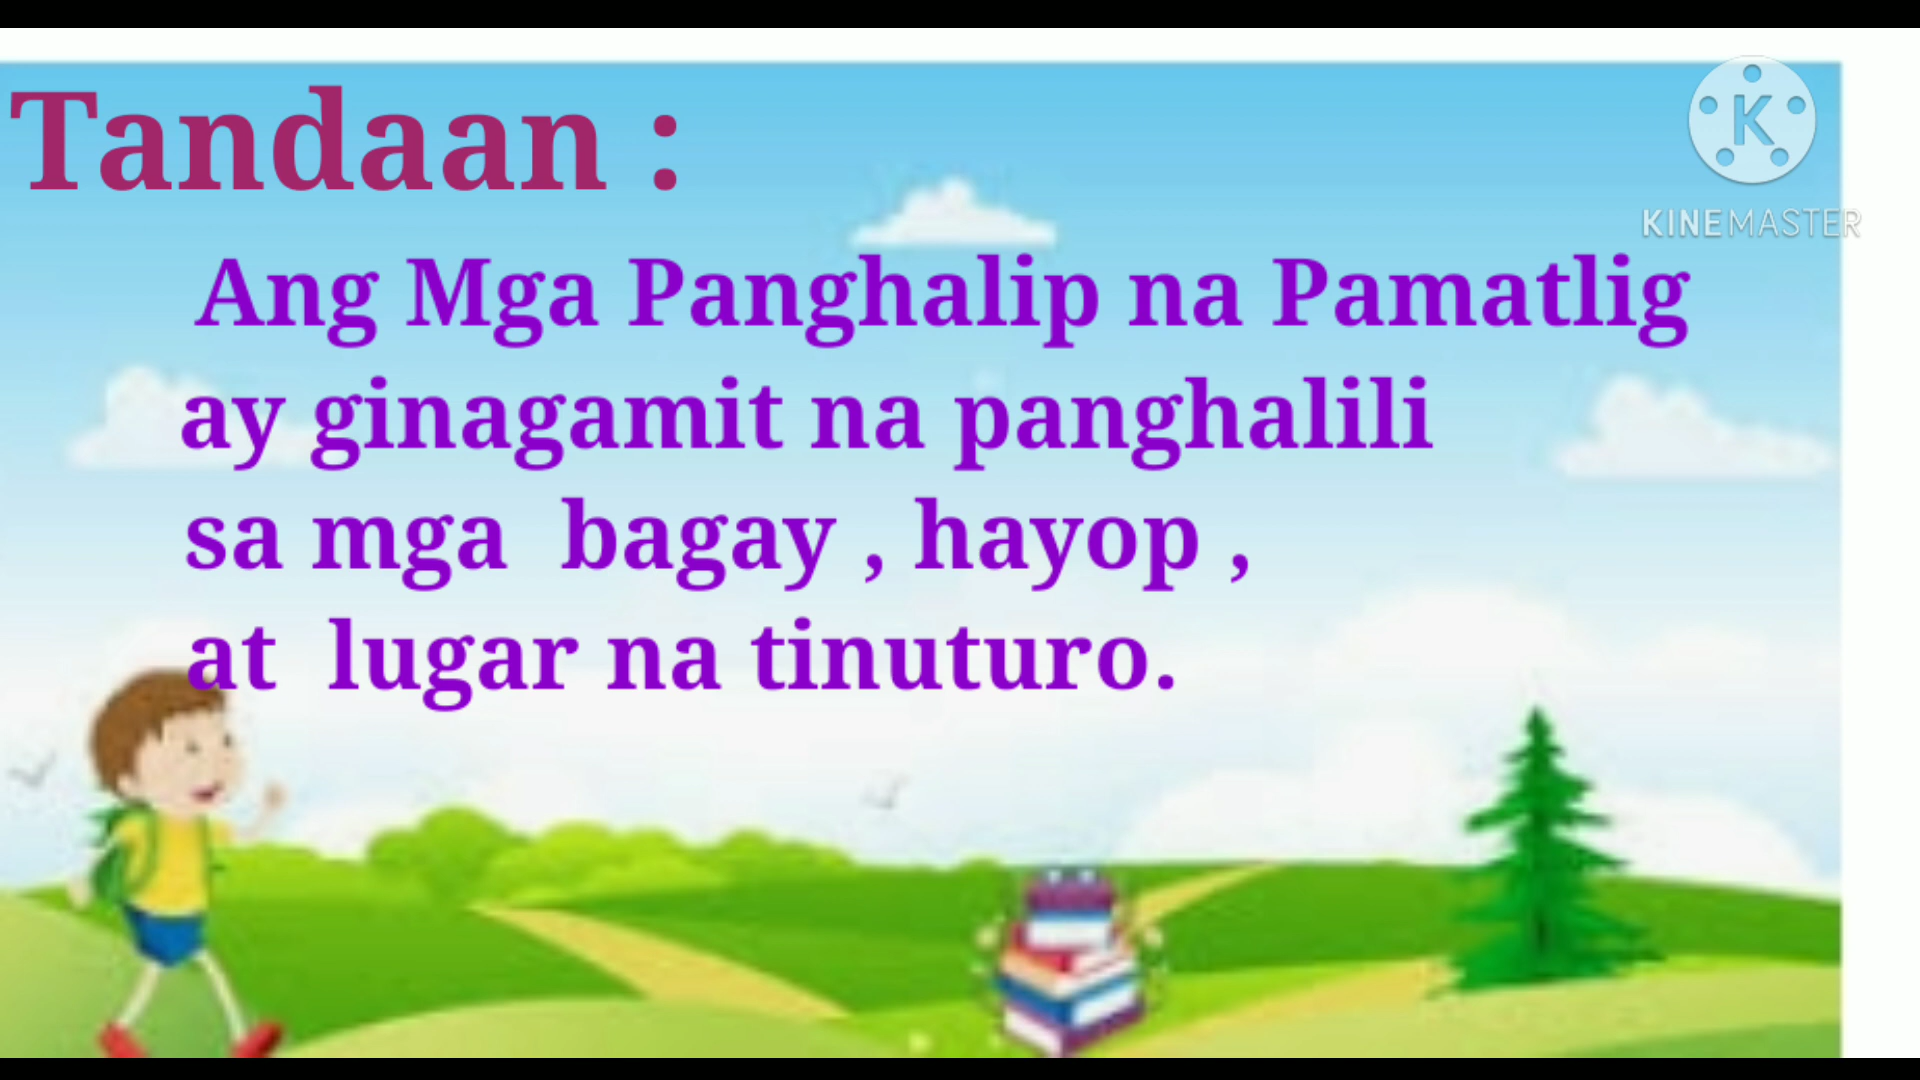 Tandaan :
KINEMASTER
Ang Mga Panghalip na Pamatlig
ay ginagamit na panghalili
sa mga bagay , hayop ,
at lugar na tinuturo.